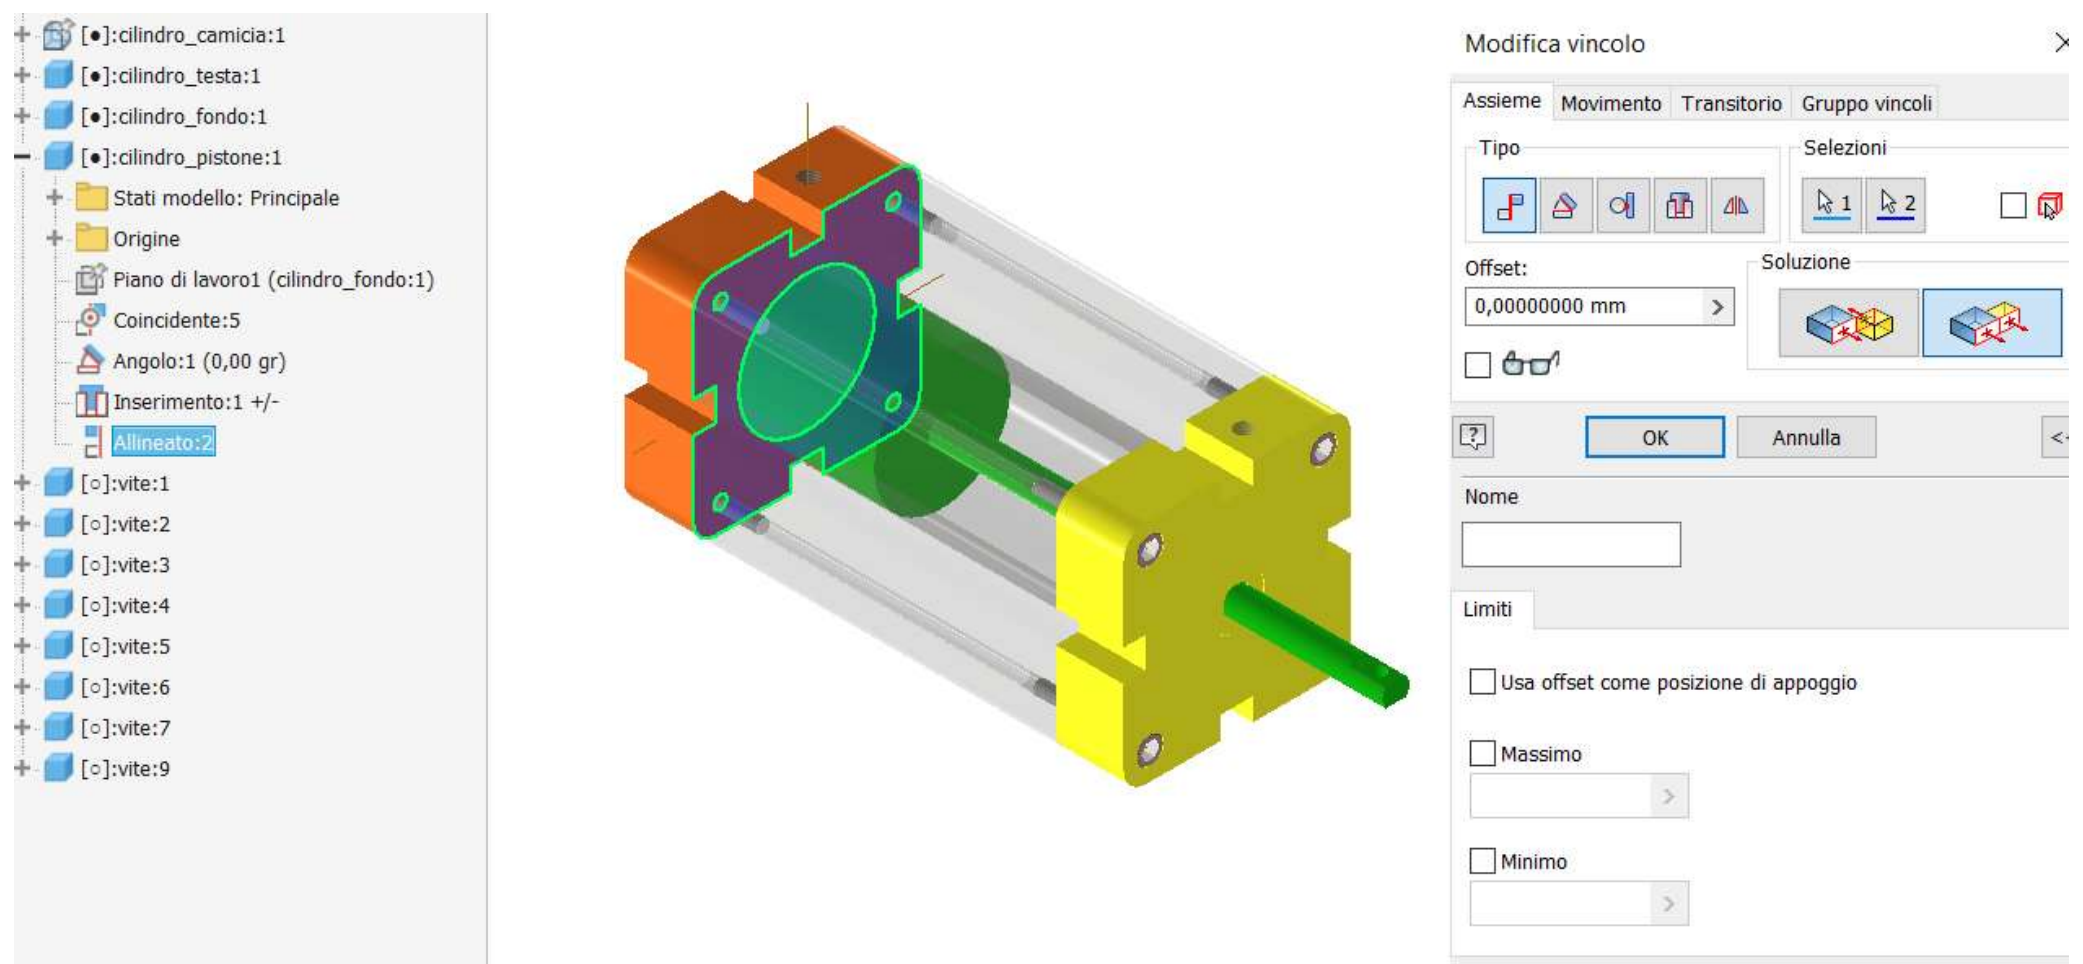 [●]:cilindro_camicia:1
[●]:cilindro_testa:1
[●]:cilindro_fondo:1
[●]:cilindro_pistone:1
Stati modello: Principale
Origine
Piano di lavoro1 (cilindro_fondo:1)
Coincidente:5
Angolo:1 (0,00 gr)
Inserimento:1 +/-
Allineato:2
[○]:vite:1
[○]:vite:2
[○]:vite:3
[○]:vite:4
[○]:vite:5
[○]:vite:6
[○]:vite:7
[○]:vite:9
Modifica vincolo
Assieme Movimento Transitorio Gruppo vincoli
Tipo Selezioni
1 2
Offset: Soluzione
0,00000000 mm
OK Annulla
Nome
Limiti
Usa offset come posizione di appoggio
Massimo
Minimo